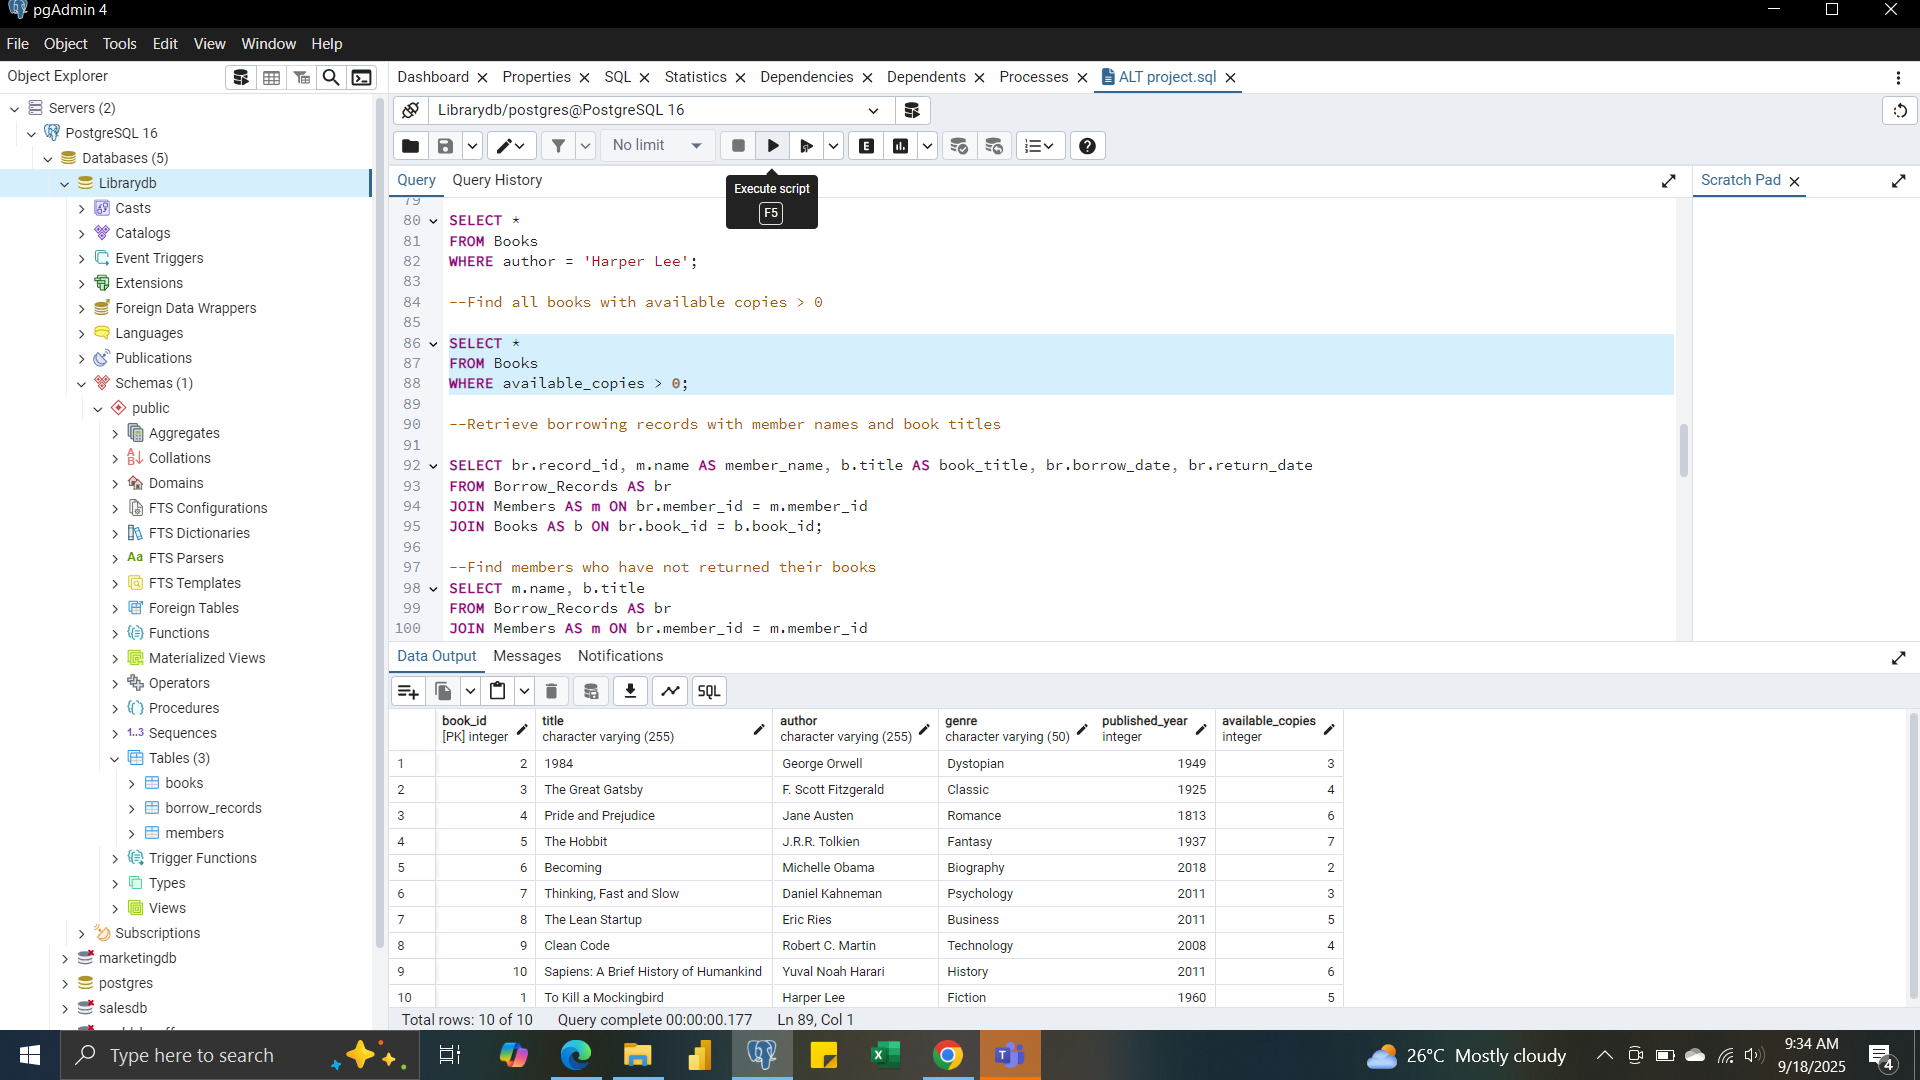 pgAdmin 4
File Object Tools Edit View Window Help
Object Explorer
Servers (2)
PostgreSQL 16
Databases (5)
Librarydb
Casts
Catalogs
Event Triggers
Extensions
Foreign Data Wrappers
Languages
Publications
Schemas (1)
public
Aggregates
Collations
Domains
FTS Configurations
FTS Dictionaries
Aa FTS Parsers
FTS Templates
Foreign Tables
Functions
Materialized Views
Operators
Procedures
1..3 Sequences
Tables (3)
books
borrow_records
members
Trigger Functions
Types
Views
Subscriptions
marketingdb
postgres
salesdb
Dashboard Properties SQL Statistics Dependencies Dependents Processes ALT project.sql
Librarydb/postgres@PostgreSQL 16
No limit E
Query Query History
Execute script
F5
Scratch Pad
79
80 SELECT *
81 FROM Books
82 WHERE author = 'Harper Lee';
83
84 --Find all books with available copies > 0
85
86 SELECT *
87 FROM Books
88 WHERE available_copies > 0;
89
90 --Retrieve borrowing records with member names and book titles
91
92 SELECT br.record_id, m.name AS member_name, b.title AS book_title, br.borrow_date, br.return_date
93 FROM Borrow_Records AS br
94 JOIN Members AS m ON br.member_id = m.member_id
95 JOIN Books AS b ON br.book_id = b.book_id;
96
97 --Find members who have not returned their books
98 SELECT m.name, b.title
99 FROM Borrow_Records AS br
100 JOIN Members AS m ON br.member_id = m.member_id
Data Output Messages Notifications
SQL
book_id title author genre published_year available_copies
[PK] integer character varying (255) character varying (255) character varying (50) integer integer
1 2 1984 George Orwell Dystopian 1949 3
2 3 The Great Gatsby F. Scott Fitzgerald Classic 1925 4
3 4 Pride and Prejudice Jane Austen Romance 1813 6
4 5 The Hobbit J.R.R. Tolkien Fantasy 1937 7
5 6 Becoming Michelle Obama Biography 2018 2
6 7 Thinking, Fast and Slow Daniel Kahneman Psychology 2011 3
7 8 The Lean Startup Eric Ries Business 2011 5
8 9 Clean Code Robert C. Martin Technology 2008 4
9 10 Sapiens: A Brief History of Humankind Yuval Noah Harari History 2011 6
10 1 To Kill a Mockingbird Harper Lee Fiction 1960 5
Total rows: 10 of 10 Query complete 00:00:00.177 Ln 89, Col 1
Type here to search
26°C Mostly cloudy
9:34 AM
9/18/2025
4